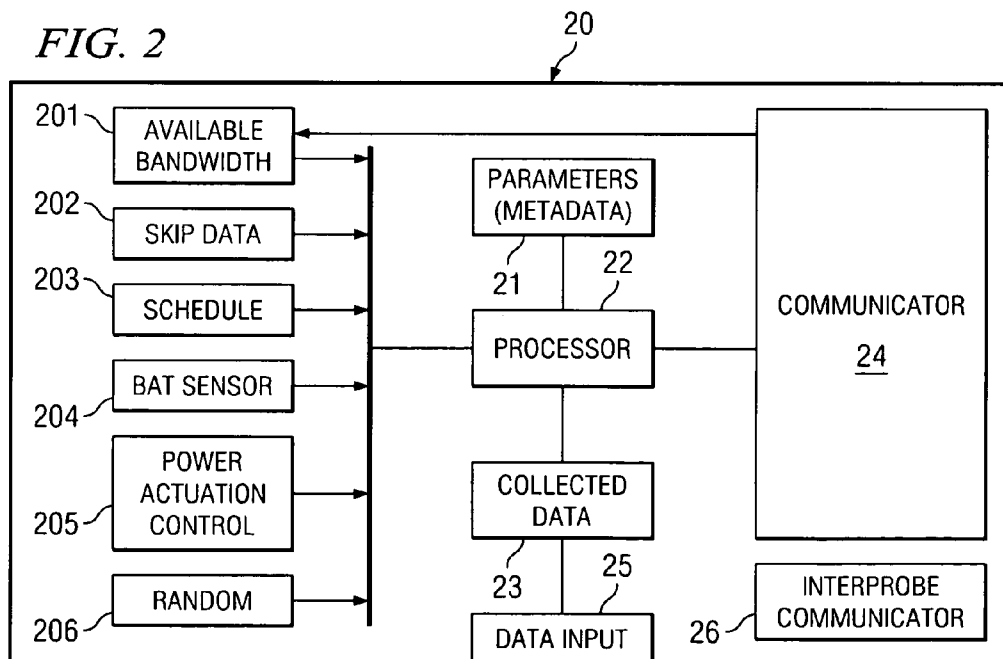 FIG. 2
20
201
AVAILABLE
BANDWIDTH
202
SKIP DATA
203
SCHEDULE
BAT SENSOR
204
POWER
ACTUATION
CONTROL
205
RANDOM
206
PARAMETERS
(METADATA)
21
22
PROCESSOR
COLLECTED
DATA
23
25
DATA INPUT
COMMUNICATOR
24
INTERPROBE
COMMUNICATOR
26